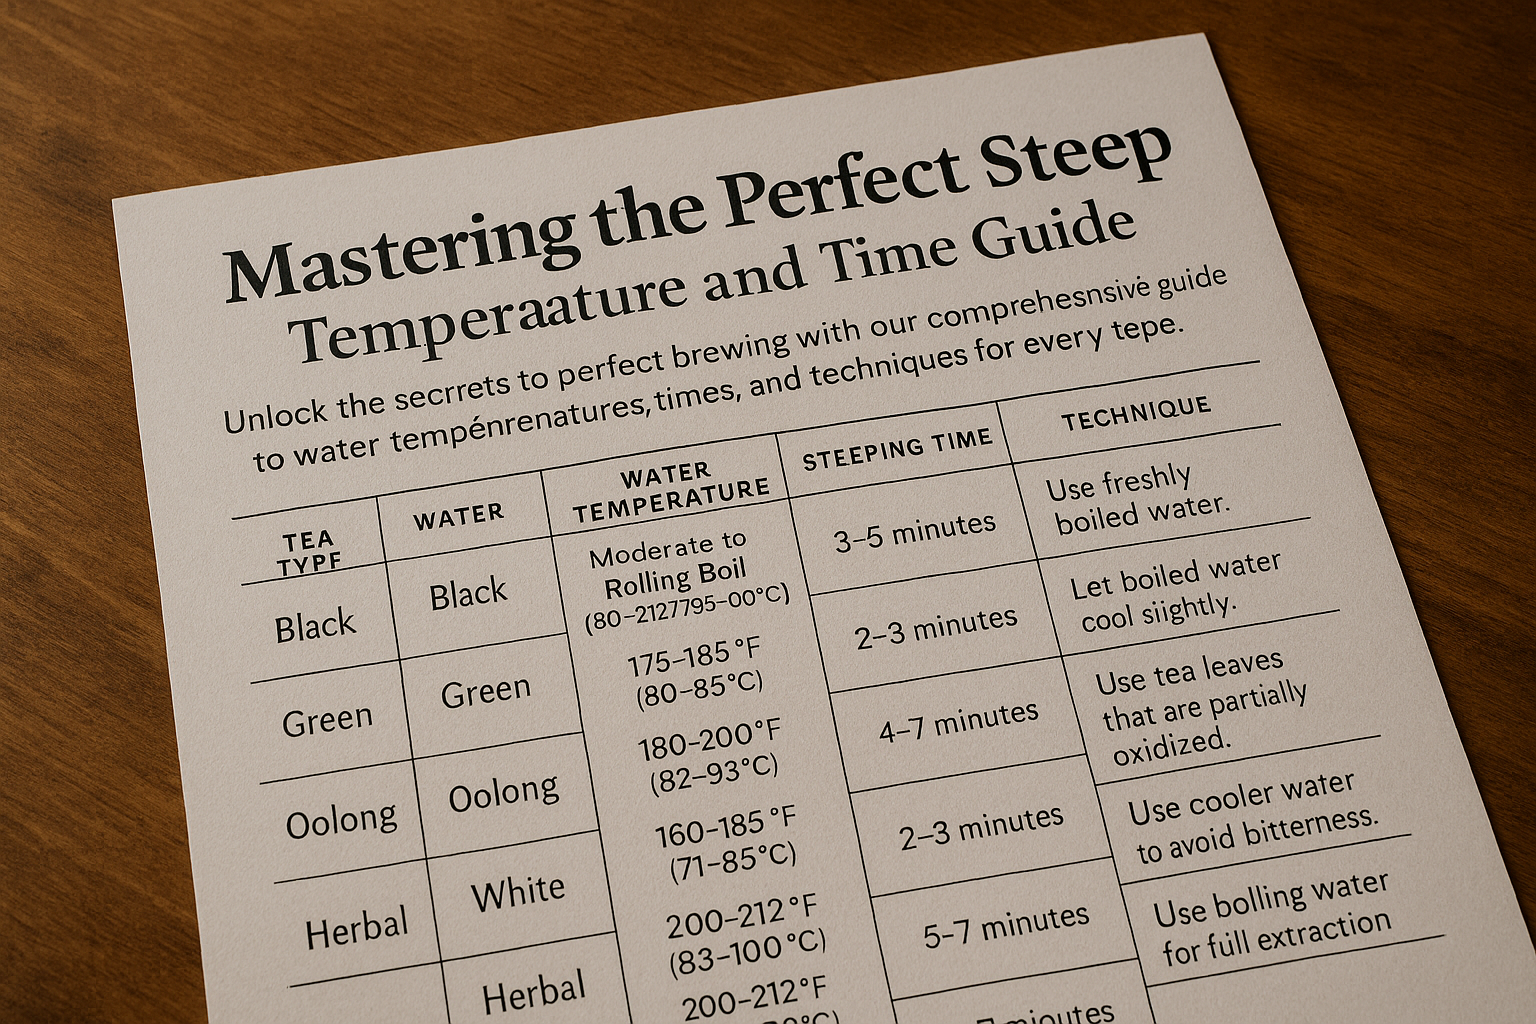 Mastering the Perfect Steep
Temperaature and Time Guide
Unlock the secrrets to perfect brewing with our comprehesnsivė guide
to water tempénrenatures, times, and techniques for every tepe.
TEA
TYPF
WATER
WATER
TEMPERATURE
STEEPING TIME
TECHNIQUE
Black
Black
Moderate to
Rolling Boil
(80–2127795–00°C)
3–5 minutes
Use freshly
boiled water.
Green
Green
175–185 °F
(80–85°C)
2–3 minutes
Let boiled water
cool siightly.
Oolong
Oolong
180–200°F
(82–93°C)
4–7 minutes
Use tea leaves
that are partially
oxidized.
Herbal
White
160–185 °F
(71–85°C)
2–3 minutes
Use cooler water
to avoid bitterness.
Herbal
200–212 °F
(83–100 °C)
5–7 minutes
Use bolling water
for full extraction
200–212°F